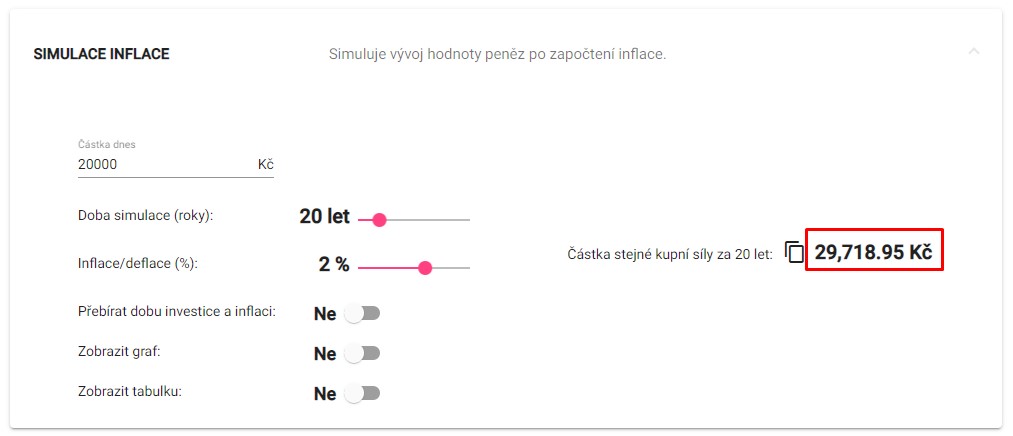 SIMULACE INFLACE
Simuluje vývoj hodnoty peněz po započtení inflace.
Částka dnes
20000 Kč
Doba simulace (roky): 20 let
Inflace/deflace (%): 2 %
Částka stejné kupní síly za 20 let: 29,718.95 Kč
Přebírat dobu investice a inflaci: Ne
Zobrazit graf: Ne
Zobrazit tabulku: Ne